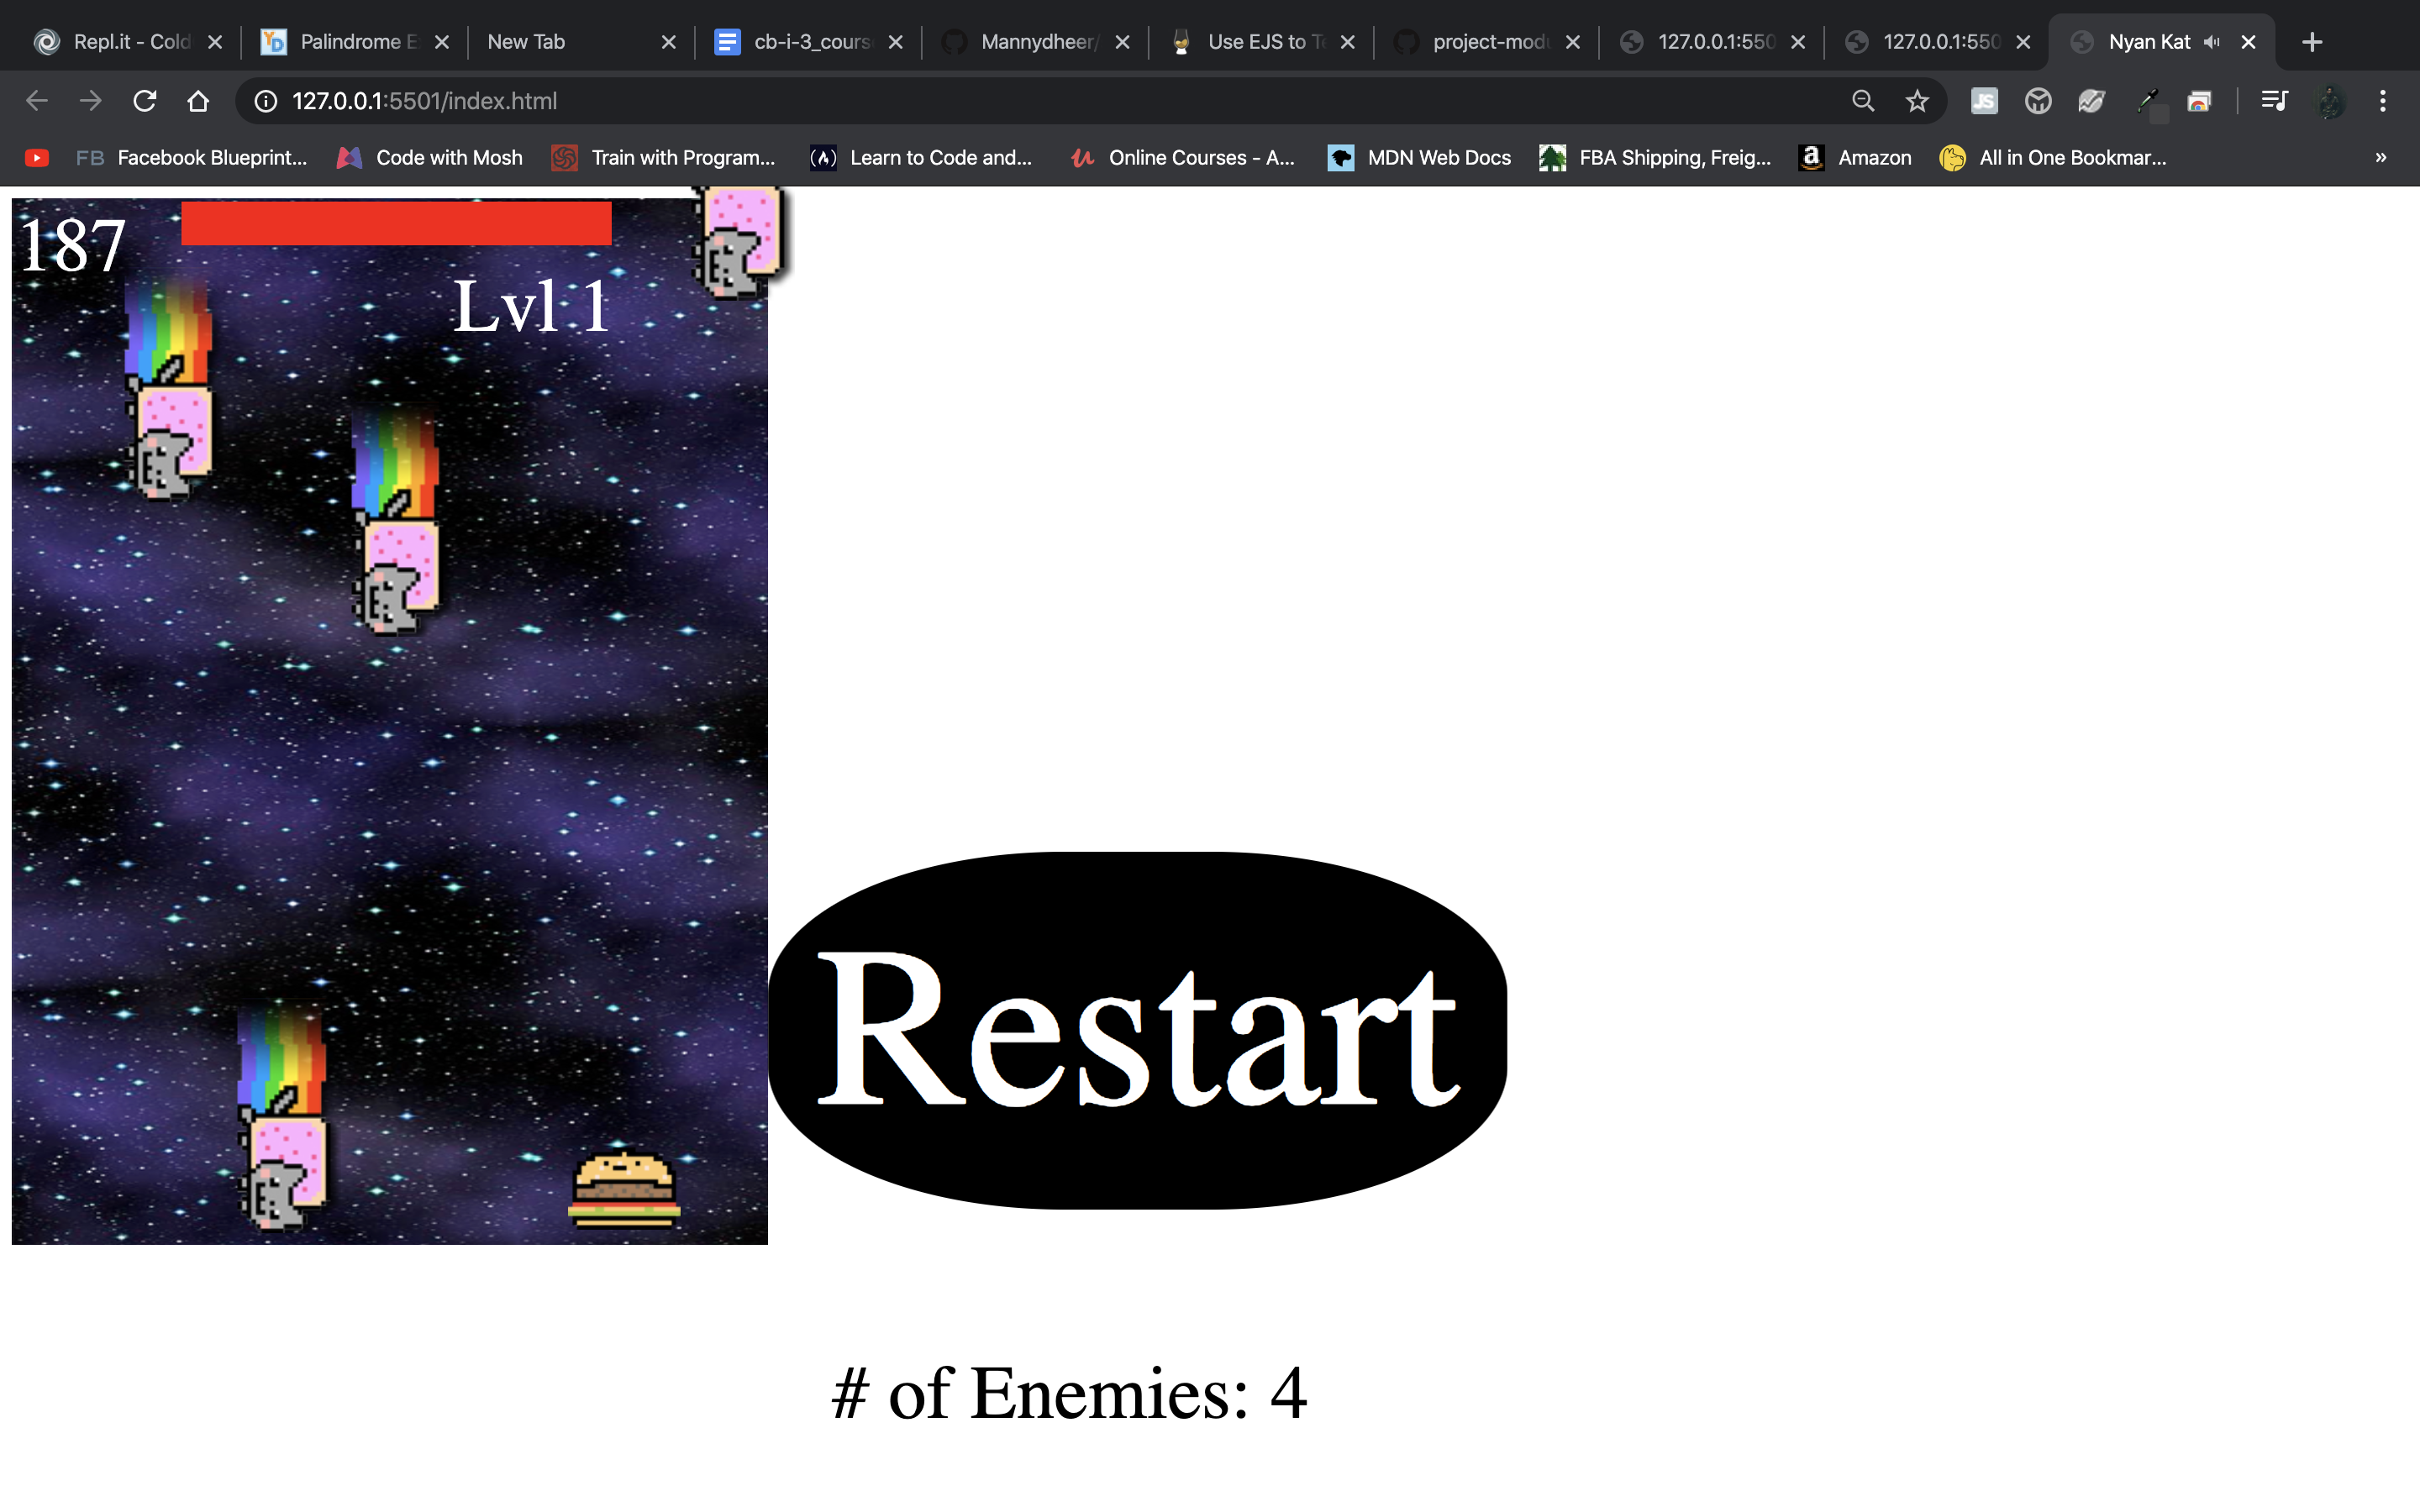 Repl.it - Cold
Palindrome E
New Tab
cb-i-3_cours
Mannydheer/
Use EJS to Te
project-modu
127.0.0.1:550
127.0.0.1:550
Nyan Kat
127.0.0.1:5501/index.html
JS
FB Facebook Blueprint...
Code with Mosh
Train with Program...
Learn to Code and...
Online Courses - A...
MDN Web Docs
FBA Shipping, Freig...
Amazon
All in One Bookmar...
»
187
Lvl 1
Restart
# of Enemies: 4